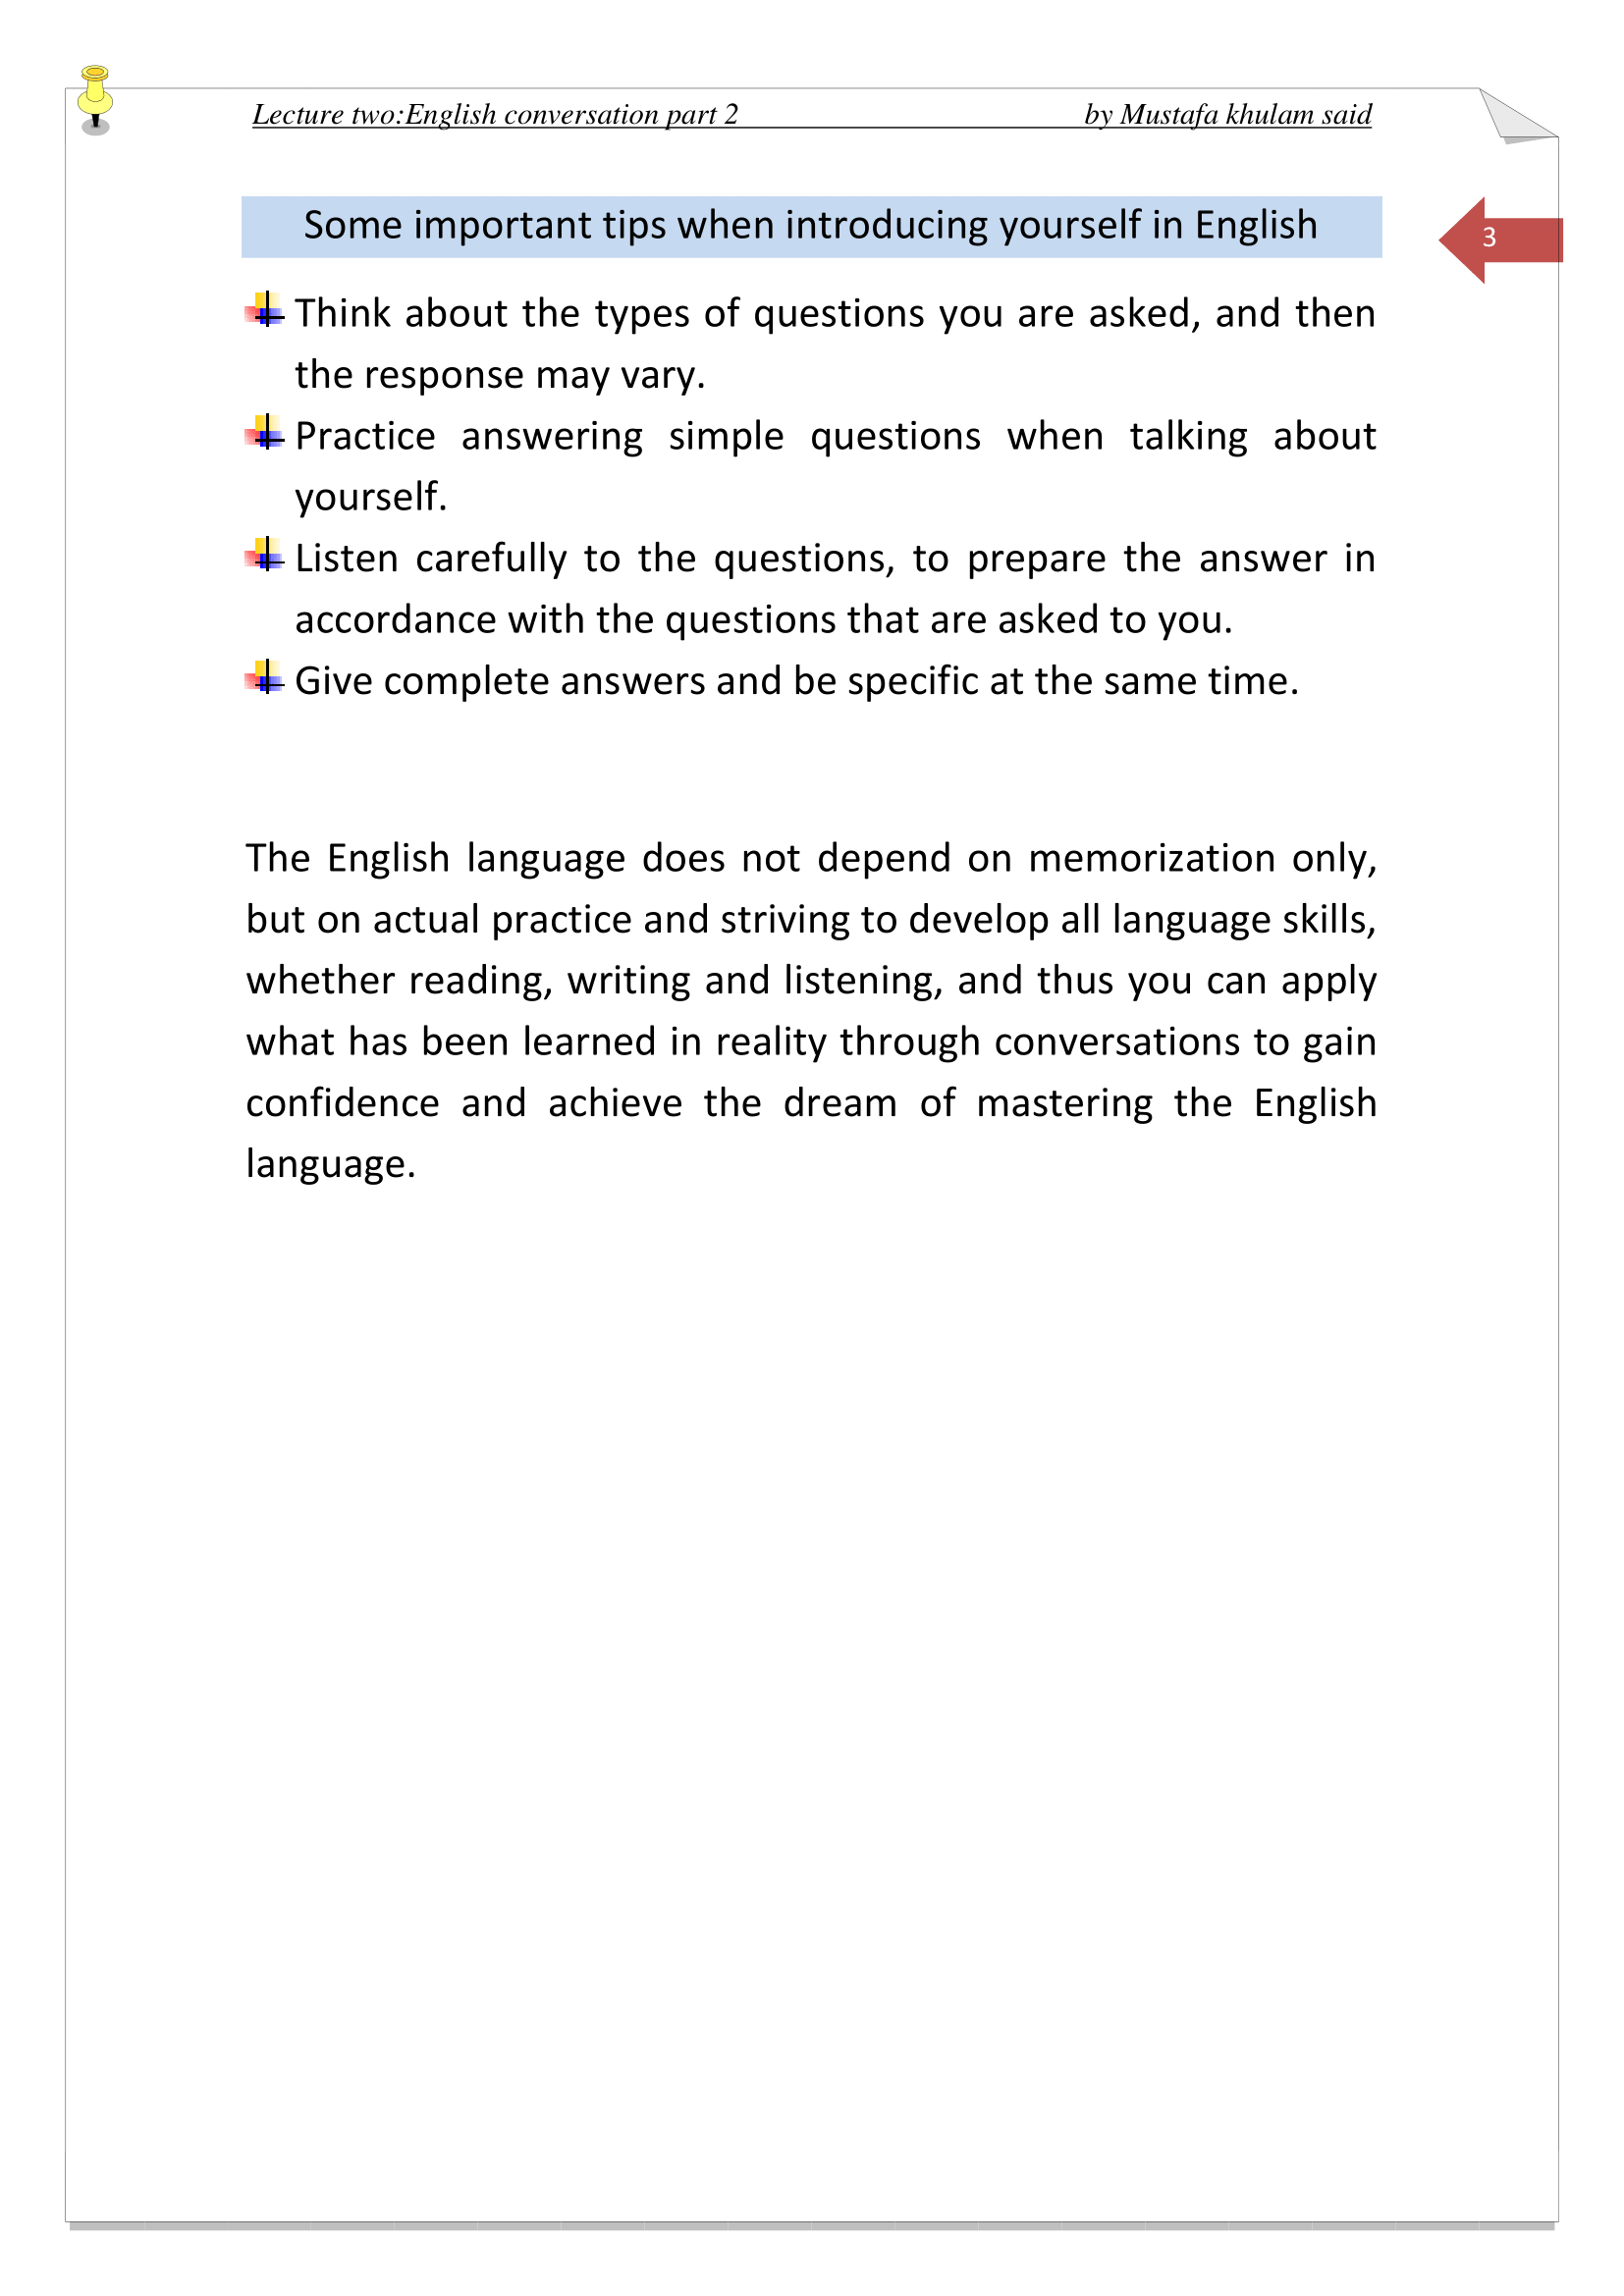 Lecture two:English conversation part 2 by Mustafa khulam said
Some important tips when introducing yourself in English
3
Think about the types of questions you are asked, and then
the response may vary.
Practice answering simple questions when talking about
yourself.
Listen carefully to the questions, to prepare the answer in
accordance with the questions that are asked to you.
Give complete answers and be specific at the same time.
The English language does not depend on memorization only,
but on actual practice and striving to develop all language skills,
whether reading, writing and listening, and thus you can apply
what has been learned in reality through conversations to gain
confidence and achieve the dream of mastering the English
language.